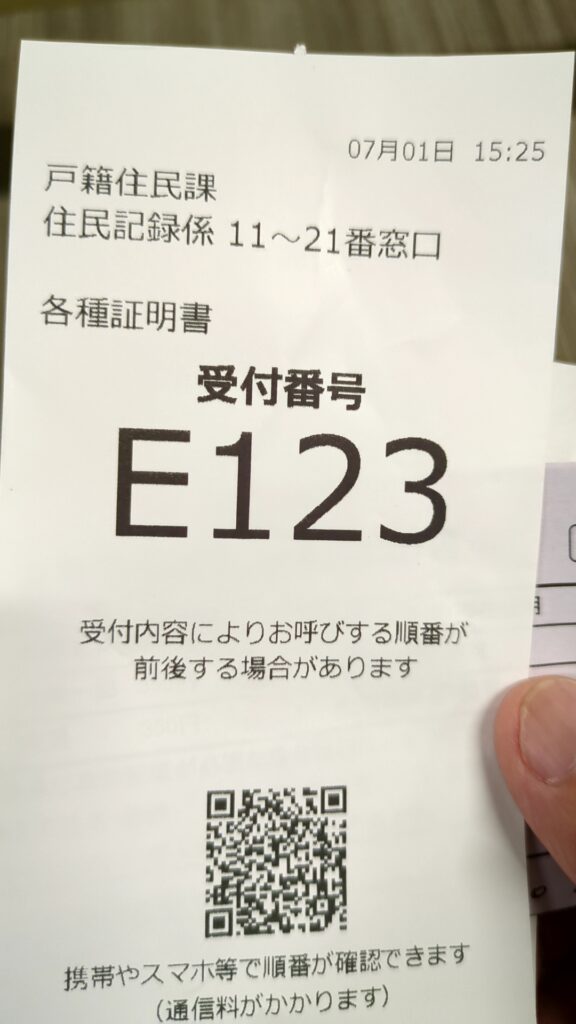 07月01日 15:25
戸籍住民課
住民記録係 11～21番窓口
各種証明書
受付番号
E123
受付内容によりお呼びする順番が
前後する場合があります
携帯やスマホ等で順番が確認できます
（通信料がかかります）
月